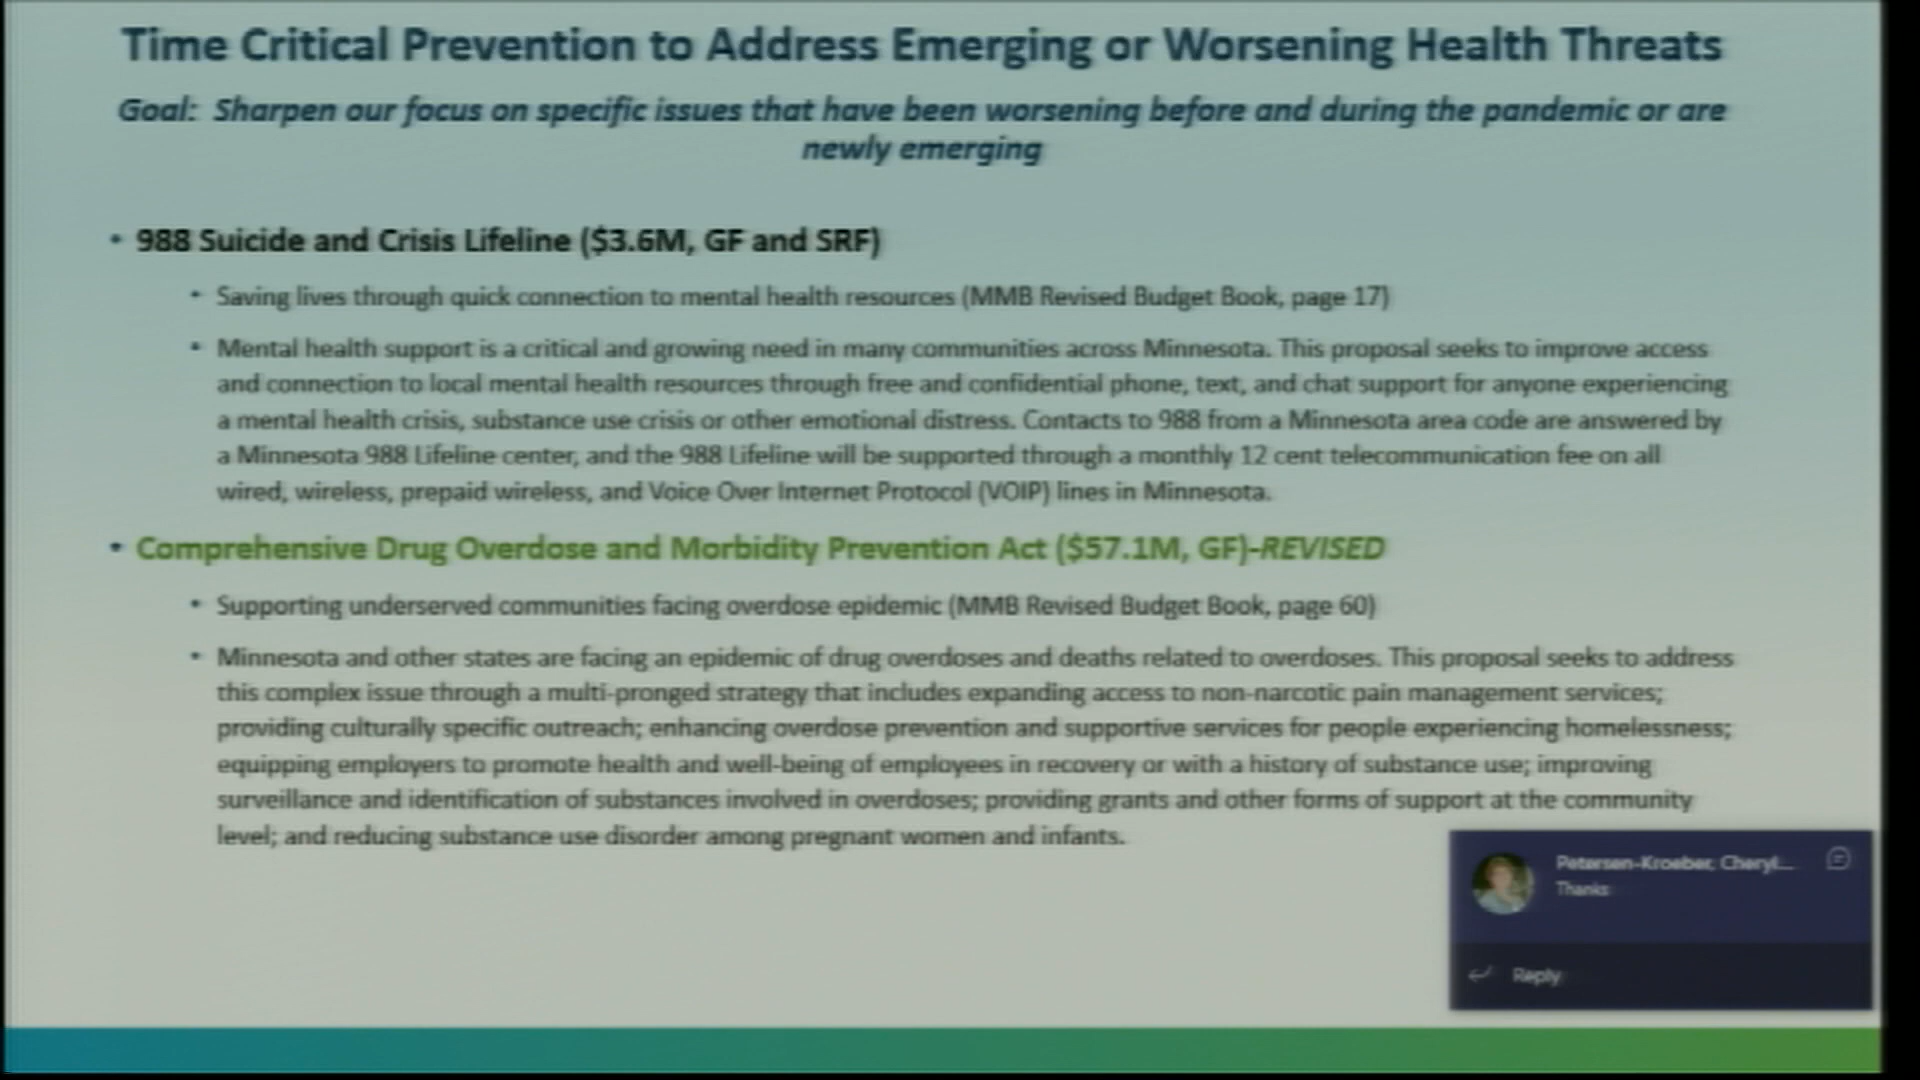 Time Critical Prevention to Address Emerging or Worsening Health Threats
Goal: Sharpen our focus on specific issues that have been worsening before and during the pandemic or are
newly emerging
• 988 Suicide and Crisis Lifeline ($3.6M, GF and SRF)
• Saving lives through quick connection to mental health resources (MMB Revised Budget Book, page 17)
• Mental health support is a critical and growing need in many communities across Minnesota. This proposal seeks to improve access
and connection to local mental health resources through free and confidential phone, text, and chat support for anyone experiencing
a mental health crisis, substance use crisis or other emotional distress. Contacts to 988 from a Minnesota area code are answered by
a Minnesota 988 Lifeline center, and the 988 Lifeline will be supported through a monthly 12 cent telecommunication fee on all
wired, wireless, prepaid wireless, and Voice Over Internet Protocol (VOIP) lines in Minnesota.
• Comprehensive Drug Overdose and Morbidity Prevention Act ($57.1M, GF)-REVISED
• Supporting underserved communities facing overdose epidemic (MMB Revised Budget Book, page 60)
• Minnesota and other states are facing an epidemic of drug overdoses and deaths related to overdoses. This proposal seeks to address
this complex issue through a multi-pronged strategy that includes expanding access to non-narcotic pain management services;
providing culturally specific outreach; enhancing overdose prevention and supportive services for people experiencing homelessness;
equipping employers to promote health and well-being of employees in recovery or with a history of substance use; improving
surveillance and identification of substances involved in overdoses; providing grants and other forms of support at the community
level; and reducing substance use disorder among pregnant women and infants.
Petersen-Kroeber, Cheryl...
Thanks
Reply